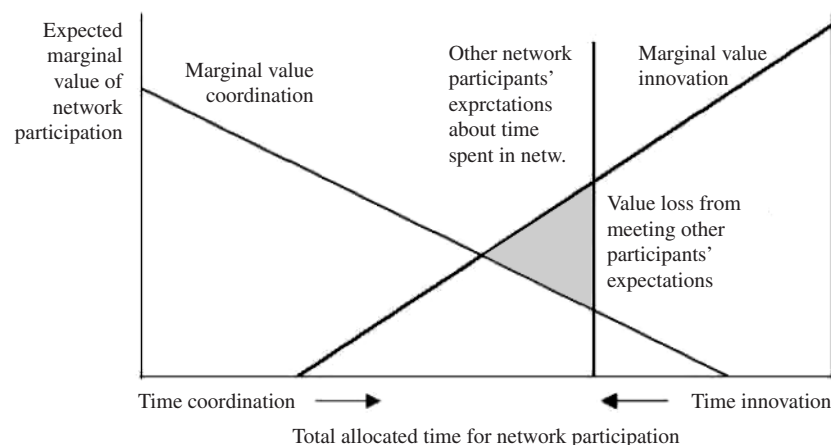 Expected
marginal
value of
network
participation
Marginal value
coordination
Other network
participants'
exprctations
about time
spent in netw.
Marginal value
innovation
Value loss from
meeting other
participants'
expectations
Time coordination
Time innovation
Total allocated time for network participation